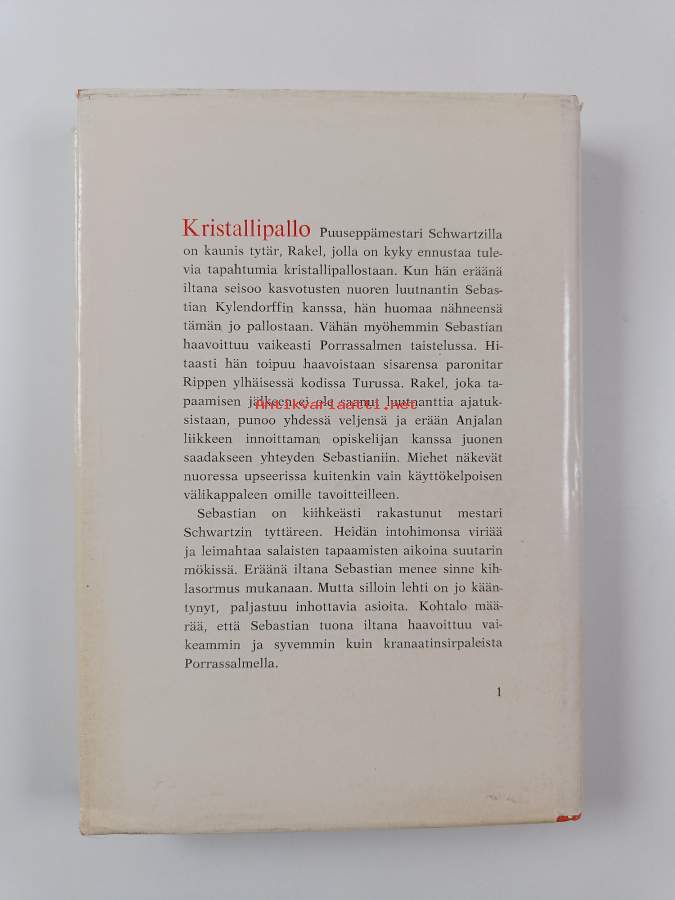 Kristallipallo Puuseppämestari Schwartzilla
on kaunis tytär, Rakel, jolla on kyky ennustaa tule-
via tapahtumia kristallipallostaan. Kun hän eräänä
iltana seisoo kasvotusten nuoren luutnantin Sebas-
tian Kylendorffin kanssa, hän huomaa nähneensä
tämän jo pallostaan. Vähän myöhemmin Sebastian
haavoittuu vaikeasti Porrassalmen taistelussa. Hi-
taasti hän toipuu haavoistaan sisarensa paronitar
Rippen ylhäisessä kodissa Turussa. Rakel, joka ta-
paamisen jälkeen ei ole saanut luutnanttia ajatuk-
Antikvariaatti.net
sistaan, punoo yhdessä veljensä ja erään Anjalan
liikkeen innoittaman opiskelijan kanssa juonen
saadakseen yhteyden Sebastianiin. Miehet näkevät
nuoressa upseerissa kuitenkin vain käyttökelpoisen
välikappaleen omille tavoitteilleen.
Sebastian on kiihkeästi rakastunut mestari
Schwartzin tyttäreen. Heidän intohimonsa viriää
ja leimahtaa salaisten tapaamisten aikoina suutarin
mökissä. Eräänä iltana Sebastian menee sinne kih-
lasormus mukanaan. Mutta silloin lehti on jo kään-
tynyt, paljastuu inhottavia asioita. Kohtalo mää-
rää, että Sebastian tuona iltana haavoittuu vai-
keammin ja syvemmin kuin kranaatinsirpaleista
Porrassalmella.
1